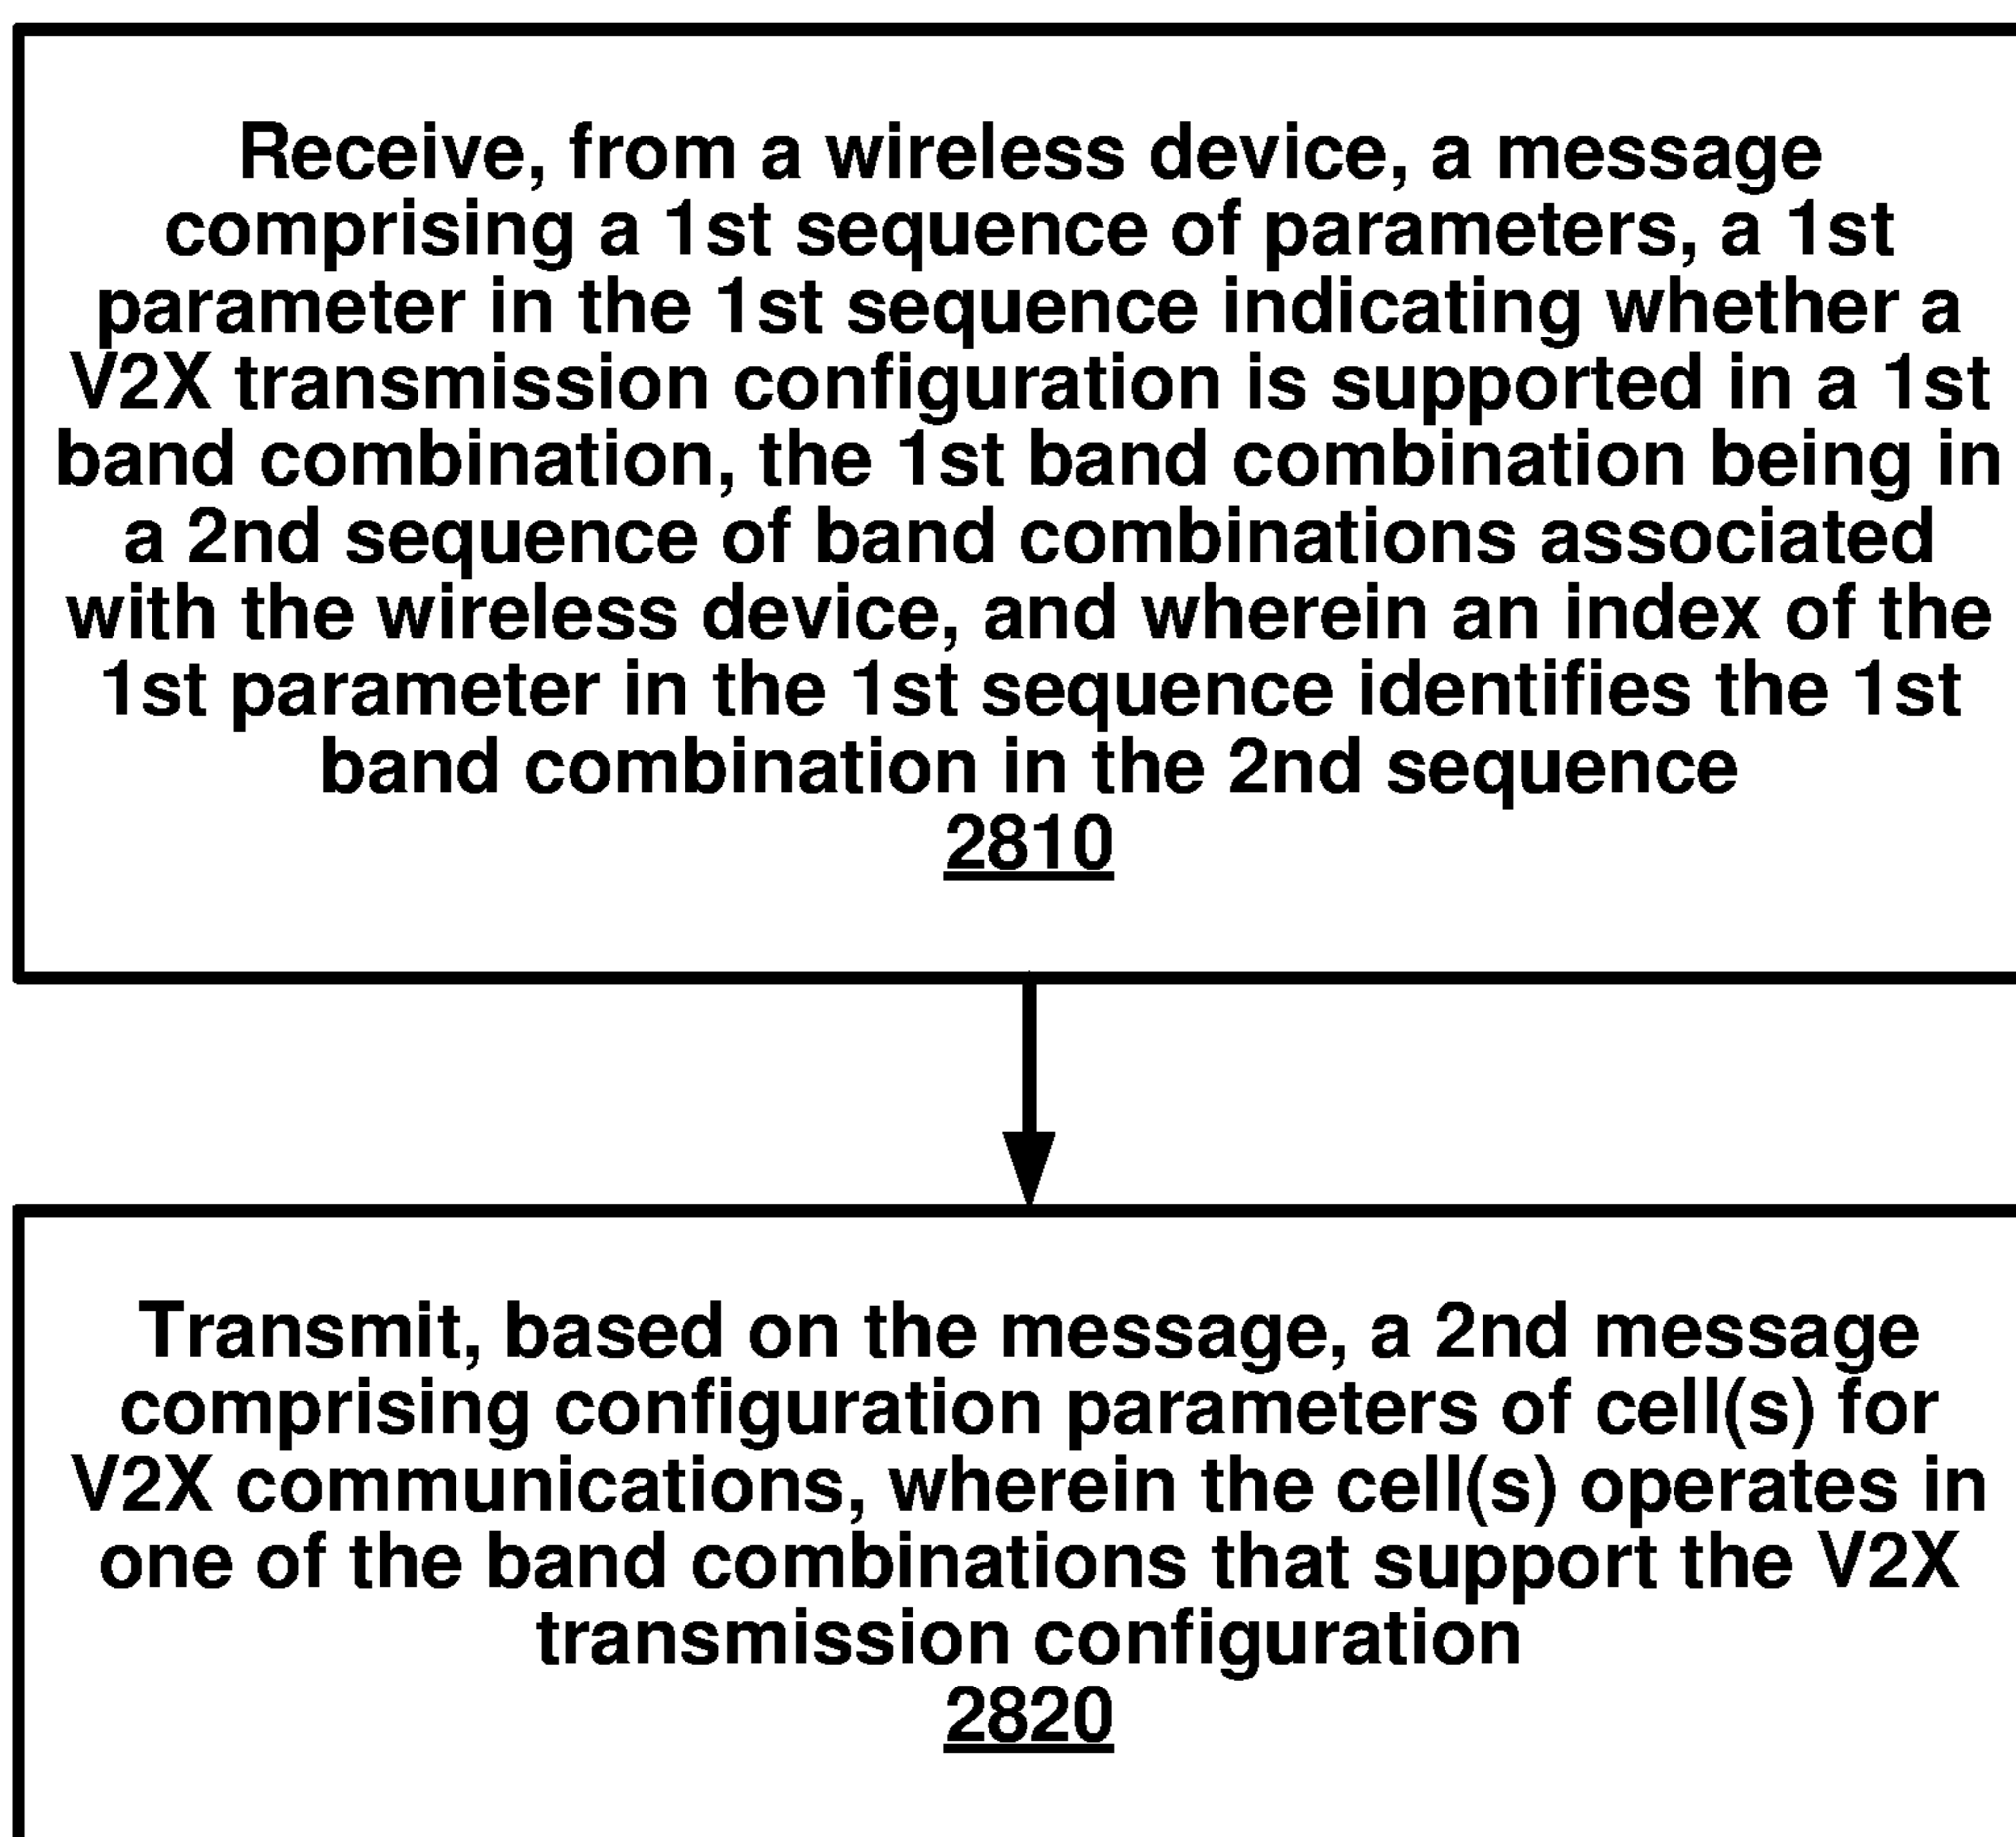 Receive, from a wireless device, a message
comprising a 1st sequence of parameters, a 1st
parameter in the 1st sequence indicating whether a
V2X transmission configuration is supported in a 1st
band combination, the 1st band combination being in
a 2nd sequence of band combinations associated
with the wireless device, and wherein an index of the
1st parameter in the 1st sequence identifies the 1st
band combination in the 2nd sequence
2810
Transmit, based on the message, a 2nd message
comprising configuration parameters of cell(s) for
V2X communications, wherein the cell(s) operates in
one of the band combinations that support the V2X
transmission configuration
2820